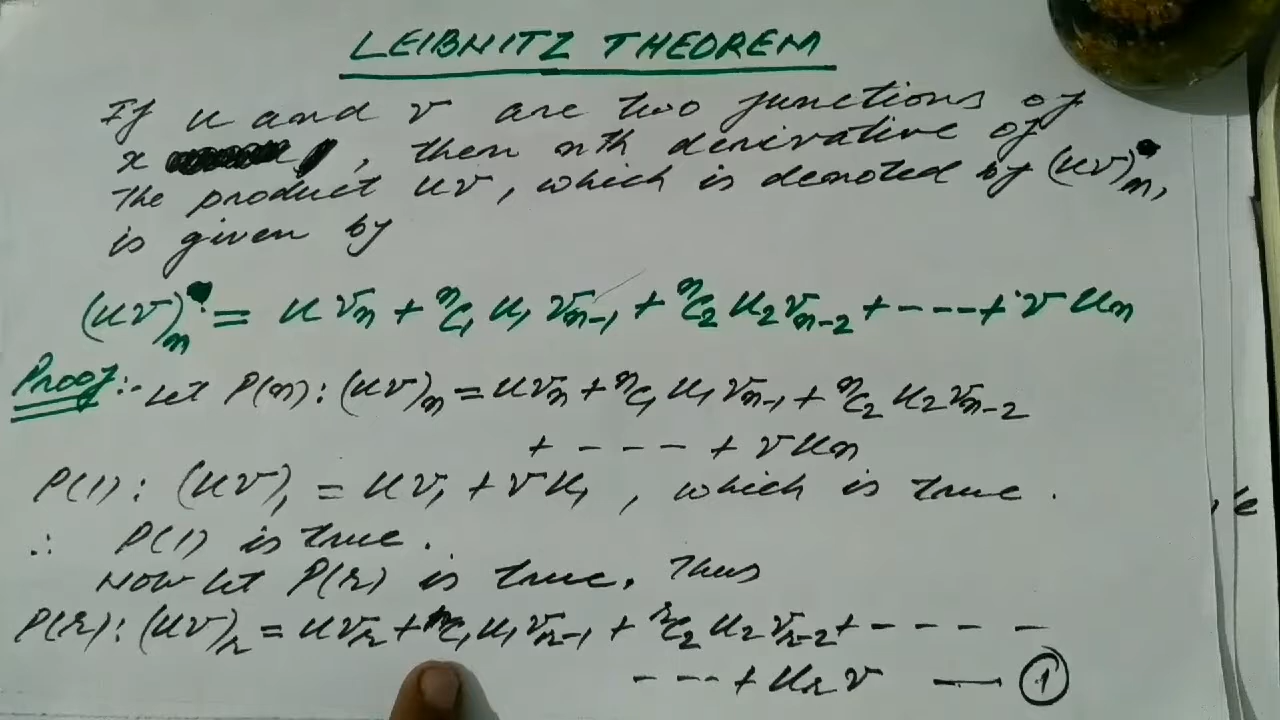 LEIBNITZ THEOREM
If u and v are two functions of
x , then nth derivative of
the product uv, which is denoted by (uv)ₙ,
is given by
(uv)ₙ = u vₙ + ⁿC₁ u₁ vₙ₋₁ + ⁿC₂ u₂ vₙ₋₂ + ---- + v uₙ
Proof:- Let P(n): (uv)ₙ = uvₙ + ⁿC₁ u₁ vₙ₋₁ + ⁿC₂ u₂ vₙ₋₂
+ ---- + v uₙ
P(1): (uv)₁ = uv₁ + vu₁ , which is true .
∴ P(1) is true .
Now let P(r) is true. Thus
P(r): (uv)ᵣ = uvᵣ + ʳC₁ u₁ vᵣ₋₁ + ʳC₂ u₂ vᵣ₋₂ + ----
--- + uᵣ v — ①